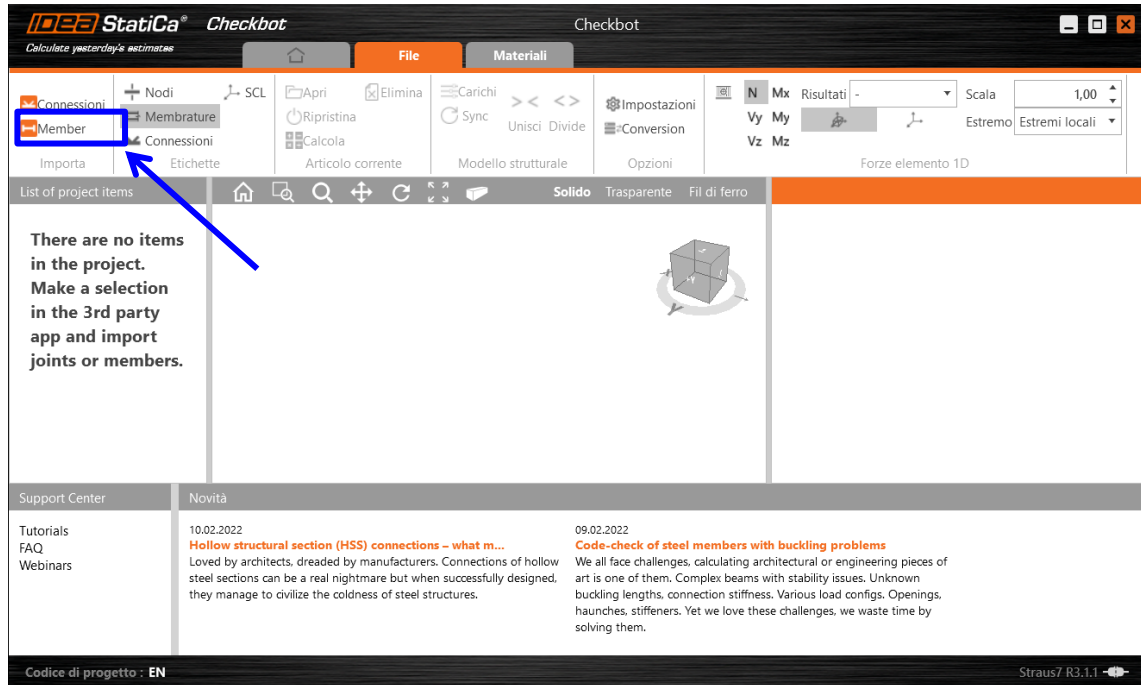 IDEA StatiCa® Checkbot
Calculate yesterday's estimates
Checkbot
File
Materiali
Connessioni
Member
Importa
Nodi
SCL
Membrature
Connessioni
Etichette
Apri
Elimina
Ripristina
Calcola
Articolo corrente
Carichi
Sync
> < < >
Unisci Divide
Modello strutturale
Impostazioni
Conversion
Opzioni
N Mx Risultati - Scala 1,00
Vy My Estremo Estremi locali
Vz Mz
Forze elemento 1D
List of project items
Solido Trasparente Fil di ferro
There are no items
in the project.
Make a selection
in the 3rd party
app and import
joints or members.
Support Center
Tutorials
FAQ
Webinars
Novità
10.02.2022
Hollow structural section (HSS) connections – what m...
Loved by architects, dreaded by manufacturers. Connections of hollow
steel sections can be a real nightmare but when successfully designed,
they manage to civilize the coldness of steel structures.
09.02.2022
Code-check of steel members with buckling problems
We all face challenges, calculating architectural or engineering pieces of
art is one of them. Complex beams with stability issues. Unknown
buckling lengths, connection stiffness. Various load configs. Openings,
haunches, stiffeners. Yet we love these challenges, we waste time by
solving them.
Codice di progetto : EN
Straus7 R3.1.1